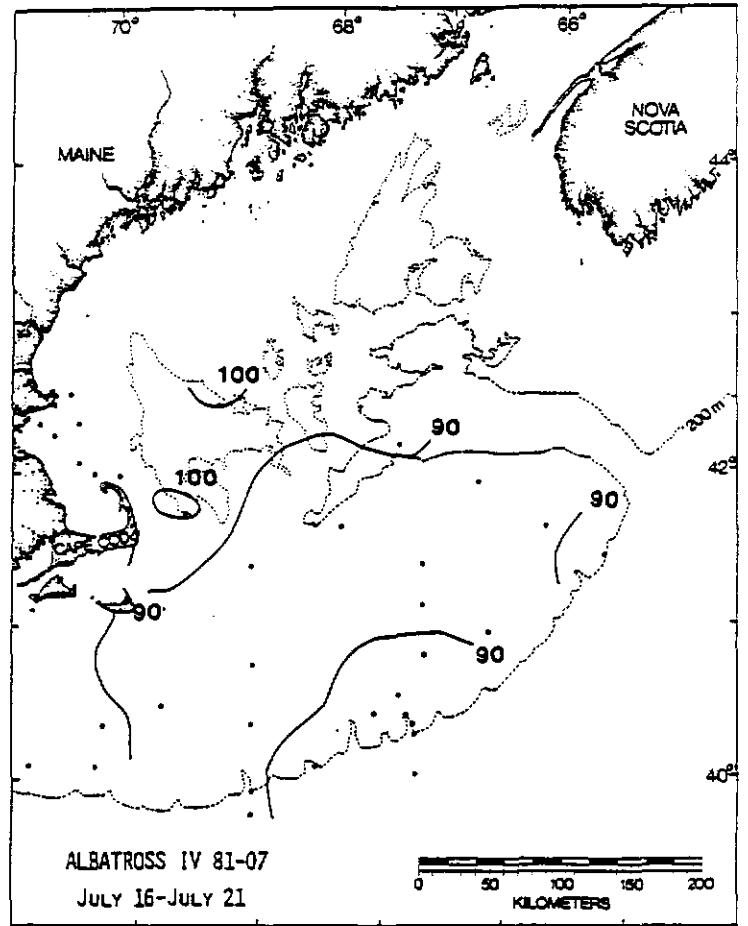 70° 68° 66°
NOVA
SCOTIA
MAINE
44°
100
200 m
90
42°
100
90
CAPE COD
90
90
40°
ALBATROSS IV 81-07
JULY 16-JULY 21
0 50 100 150 200
KILOMETERS